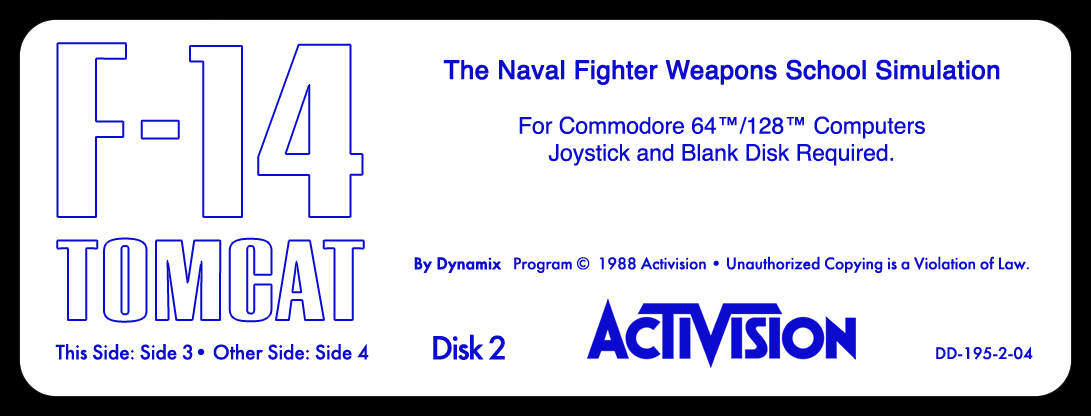 F-14
TOMCAT
This Side: Side 3 • Other Side: Side 4
The Naval Fighter Weapons School Simulation
For Commodore 64™/128™ Computers
Joystick and Blank Disk Required.
By Dynamix Program © 1988 Activision • Unauthorized Copying is a Violation of Law.
Disk 2
ACTIVISION
DD-195-2-04